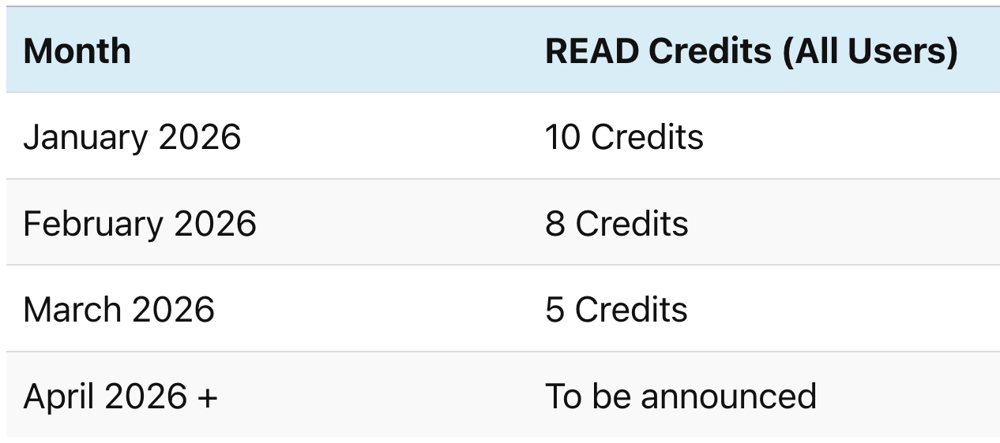 Month READ Credits (All Users)
January 2026 10 Credits
February 2026 8 Credits
March 2026 5 Credits
April 2026 + To be announced